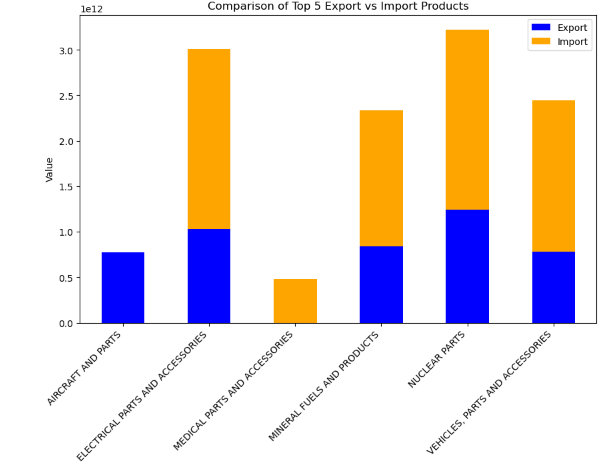 Comparison of Top 5 Export vs Import Products
1e12
Export
Import
3.0
2.5
2.0
1.5
1.0
0.5
0.0
Value
AIRCRAFT AND PARTS
ELECTRICAL PARTS AND ACCESSORIES
MEDICAL PARTS AND ACCESSORIES
MINERAL FUELS AND PRODUCTS
NUCLEAR PARTS
VEHICLES, PARTS AND ACCESSORIES